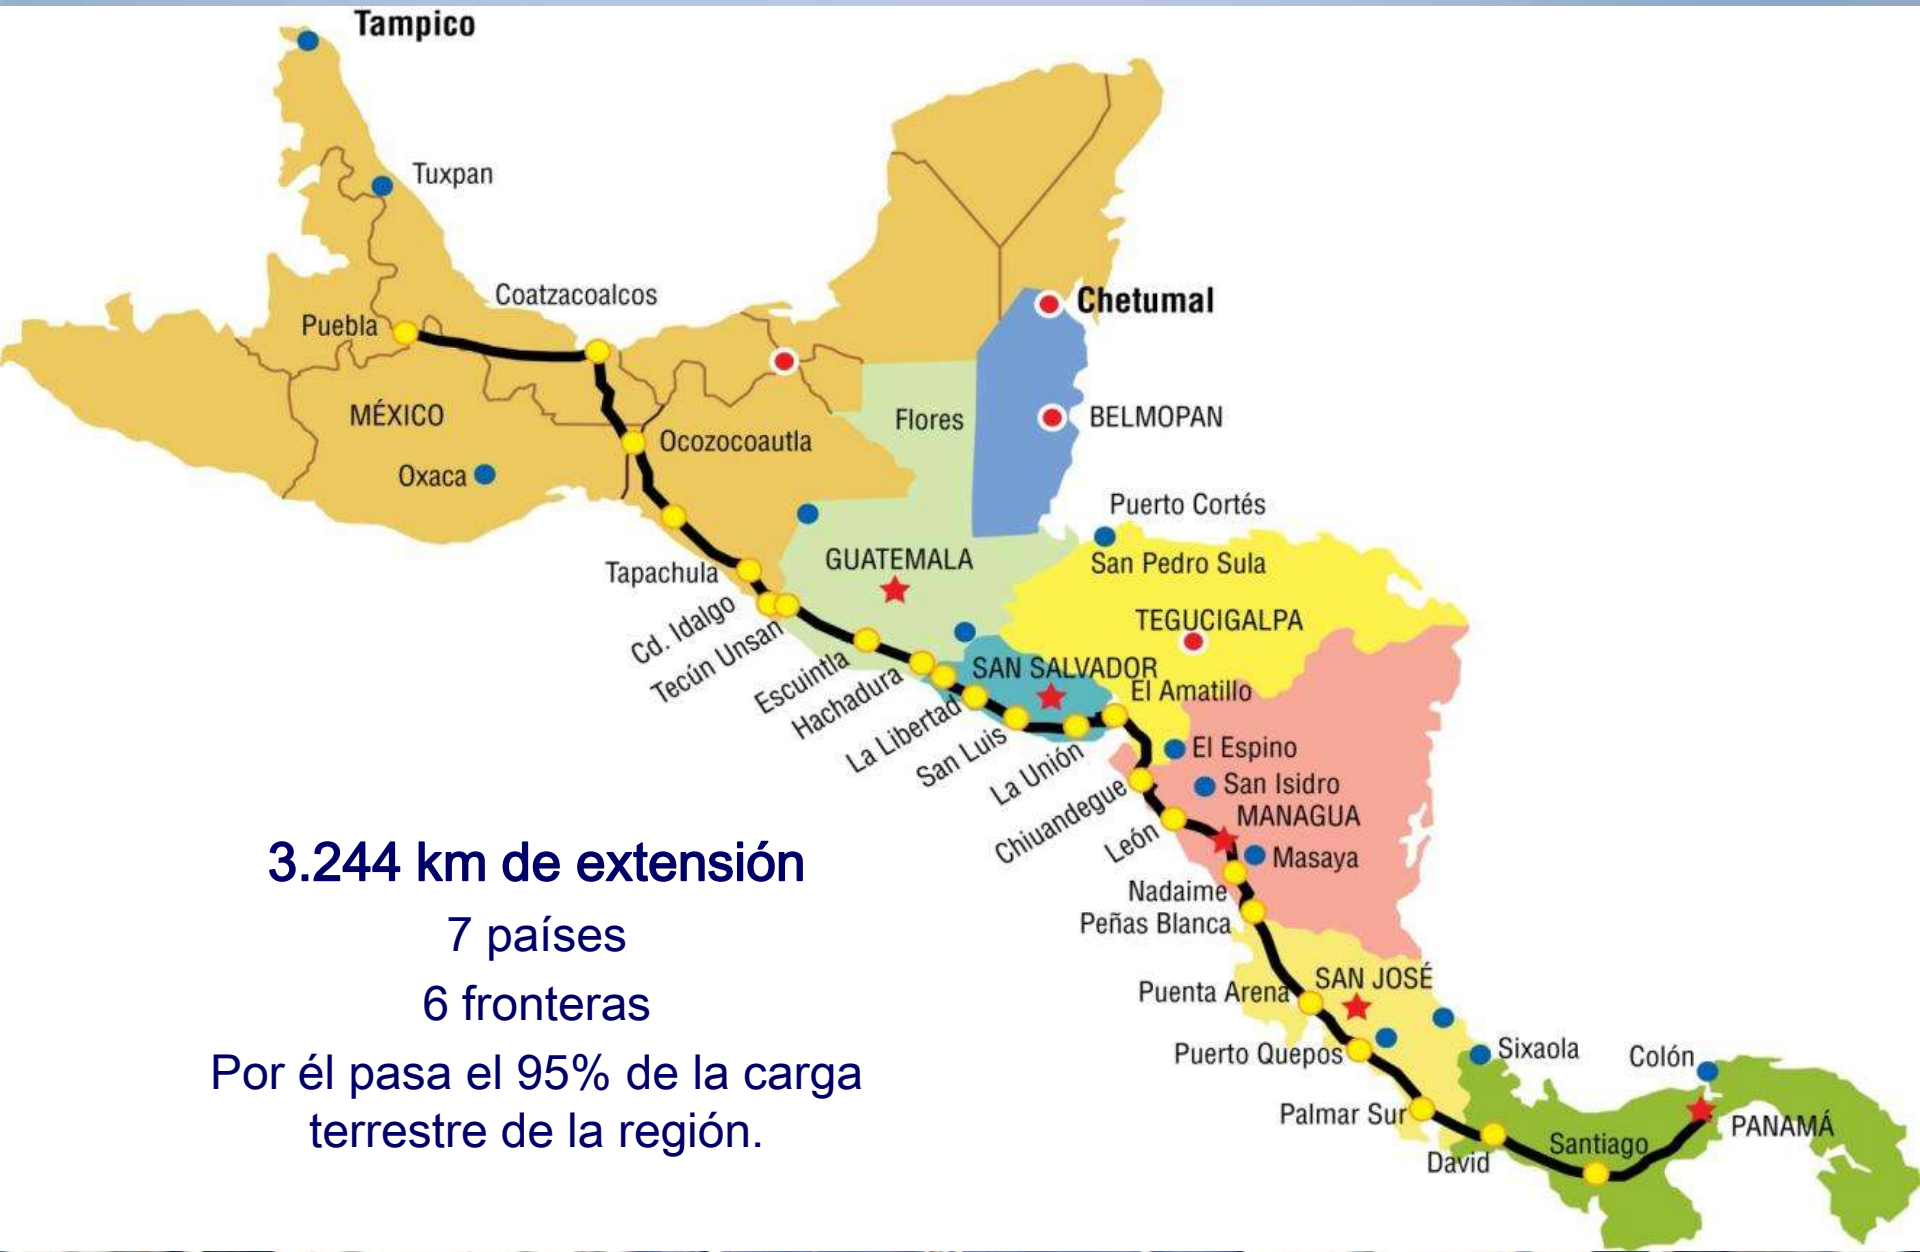 Tampico
Tuxpan
Coatzacoalcos
Chetumal
Puebla
MÉXICO
Flores
BELMOPAN
Ocozocoautla
Oxaca
Puerto Cortés
San Pedro Sula
GUATEMALA
Tapachula
Cd. Idalgo
Tecún Unsan
TEGUCIGALPA
Escuintla
Hachadura
SAN SALVADOR
El Amatillo
La Libertad
San Luis
La Unión
El Espino
San Isidro
Chiuandegue
MANAGUA
León
Masaya
Nadaime
Peñas Blanca
SAN JOSÉ
Puenta Arena
Puerto Quepos
Sixaola
Colón
Palmar Sur
PANAMÁ
David
Santiago
3.244 km de extensión
7 países
6 fronteras
Por él pasa el 95% de la carga
terrestre de la región.